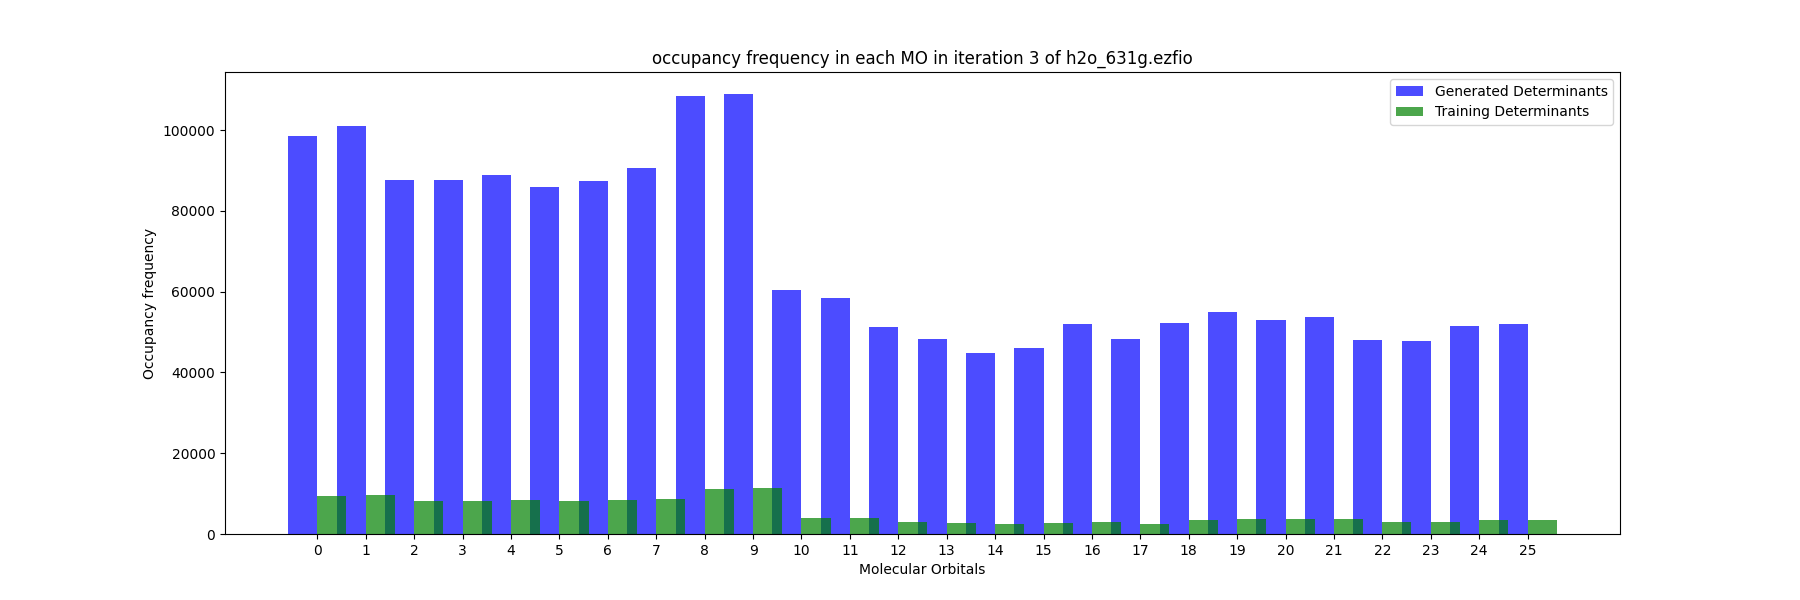 occupancy frequency in each MO in iteration 3 of h2o_631g.ezfio
Generated Determinants
Training Determinants
Occupancy frequency
100000
80000
60000
40000
20000
0
0 1 2 3 4 5 6 7 8 9 10 11 12 13 14 15 16 17 18 19 20 21 22 23 24 25
Molecular Orbitals